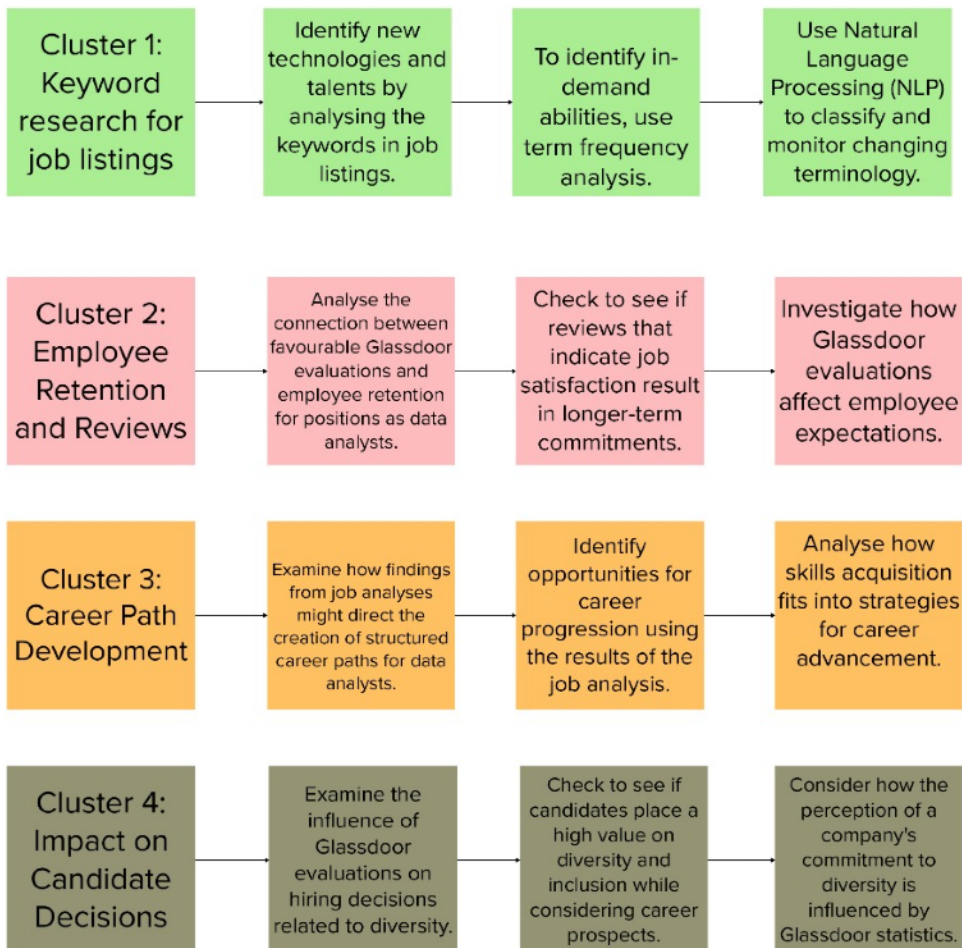 Cluster 1:
Keyword
research for
job listings
Identify new
technologies and
talents by
analysing the
keywords in job
listings.
To identify in-
demand
abilities, use
term frequency
analysis.
Use Natural
Language
Processing (NLP)
to classify and
monitor changing
terminology.
Cluster 2:
Employee
Retention
and Reviews
Analyse the
connection between
favourable Glassdoor
evaluations and
employee retention
for positions as data
analysts.
Check to see if
reviews that
indicate job
satisfaction result
in longer-term
commitments.
Investigate how
Glassdoor
evaluations
affect employee
expectations.
Cluster 3:
Career Path
Development
Examine how findings
from job analyses
might direct the
creation of structured
career paths for data
analysts.
Identify
opportunities for
career
progression using
the results of the
job analysis.
Analyse how
skills acquisition
fits into strategies
for career
advancement.
Cluster 4:
Impact on
Candidate
Decisions
Examine the
influence of
Glassdoor
evaluations on
hiring decisions
related to diversity.
Check to see if
candidates place a
high value on
diversity and
inclusion while
considering career
prospects.
Consider how the
perception of a
company's
commitment to
diversity is
influenced by
Glassdoor statistics.